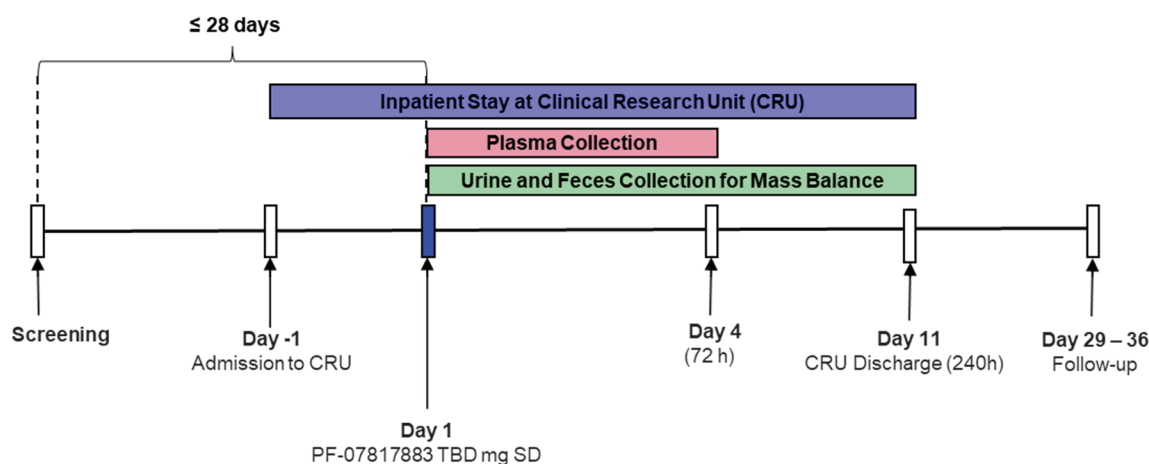 ≤ 28 days
Inpatient Stay at Clinical Research Unit (CRU)
Plasma Collection
Urine and Feces Collection for Mass Balance
Screening
Day -1
Admission to CRU
Day 1
PF-07817883 TBD mg SD
Day 4
(72 h)
Day 11
CRU Discharge (240h)
Day 29 – 36
Follow-up